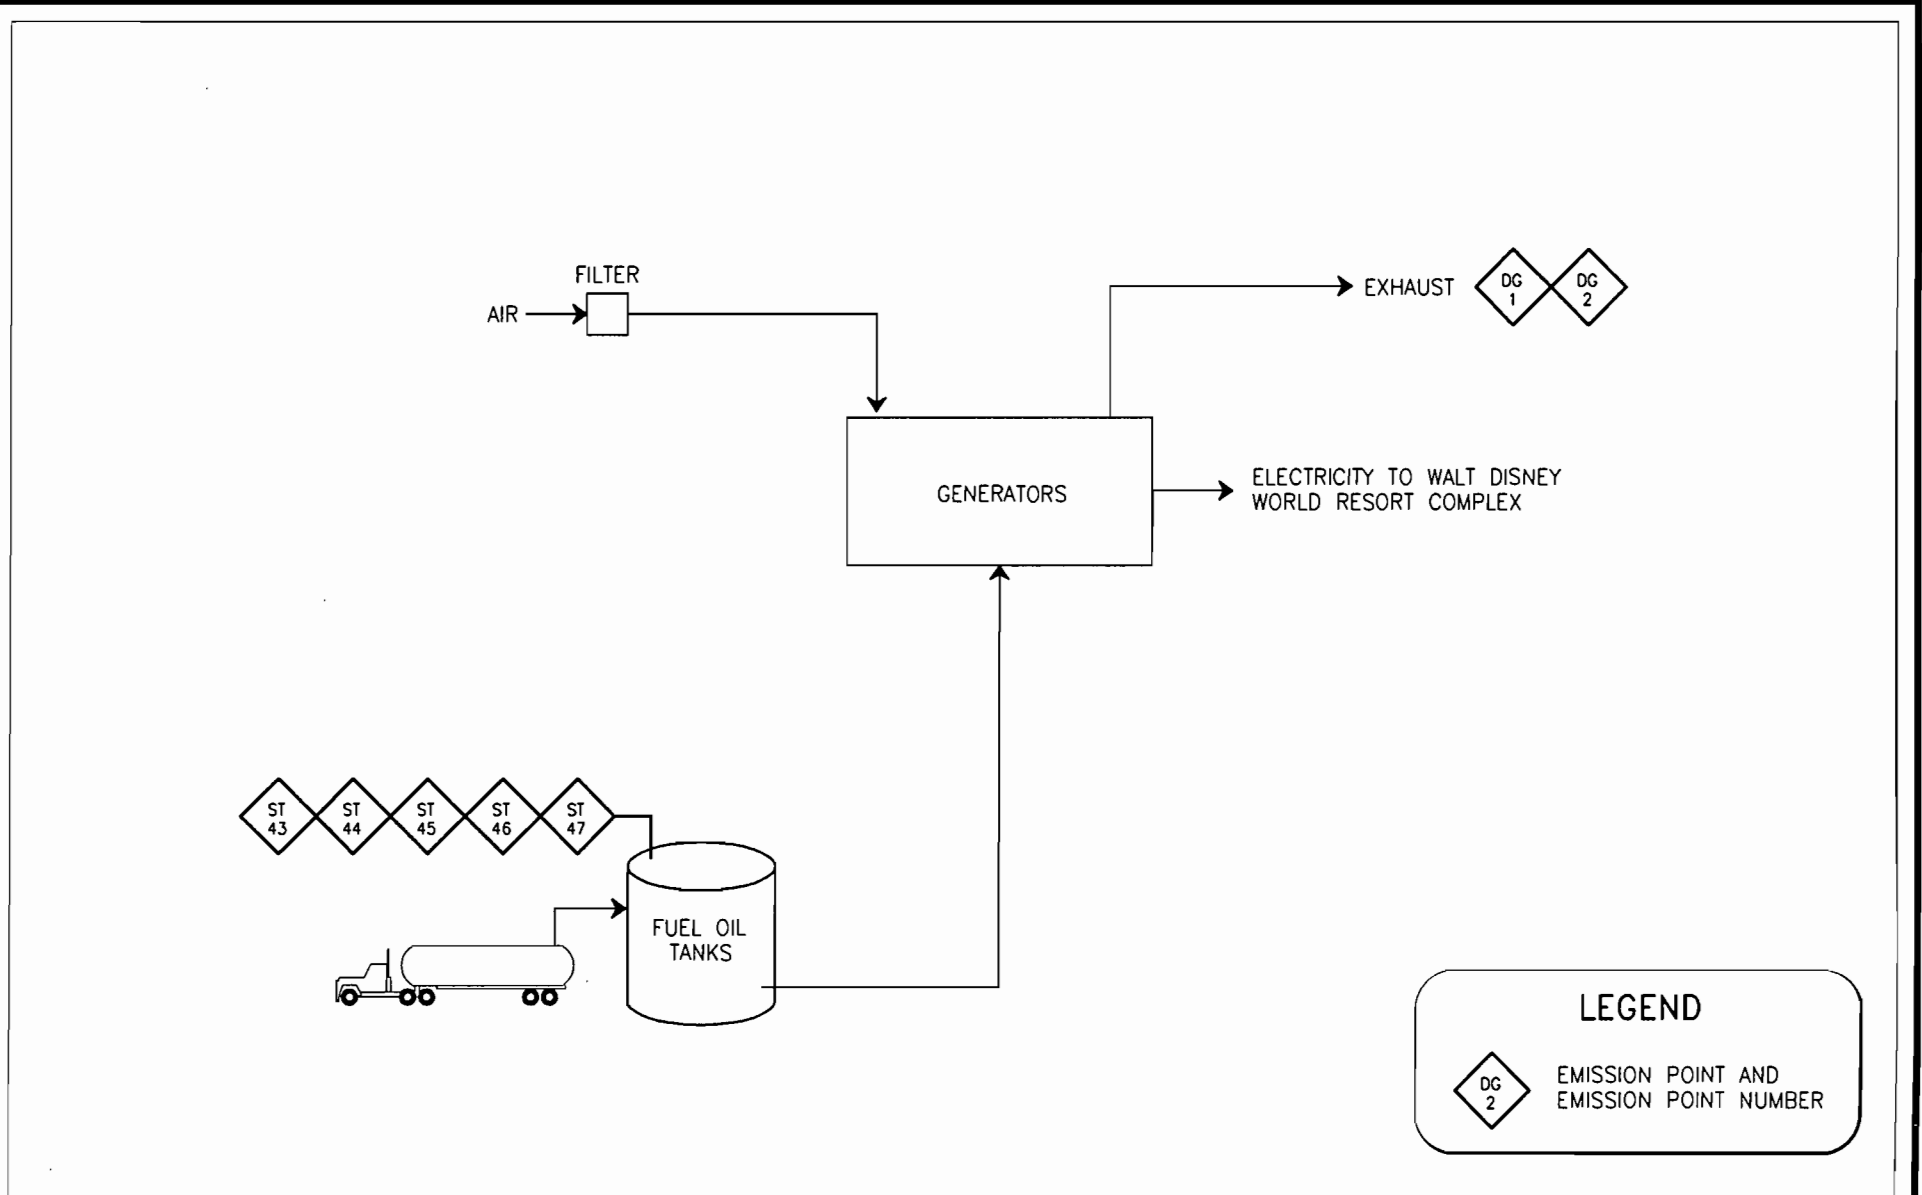 FILTER
AIR
EXHAUST
DG
1
DG
2
GENERATORS
ELECTRICITY TO WALT DISNEY
WORLD RESORT COMPLEX
ST
43
ST
44
ST
45
ST
46
ST
47
FUEL OIL
TANKS
LEGEND
DG
2
EMISSION POINT AND
EMISSION POINT NUMBER